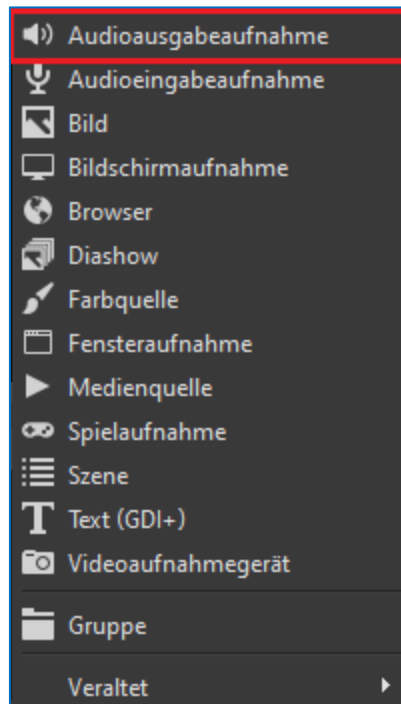 Audioausgabeaufnahme
Audioeingabeaufnahme
Bild
Bildschirmaufnahme
Browser
Diashow
Farbquelle
Fensteraufnahme
Medienquelle
Spielaufnahme
Szene
Text (GDI+)
Videoaufnahmegerät
Gruppe
Veraltet